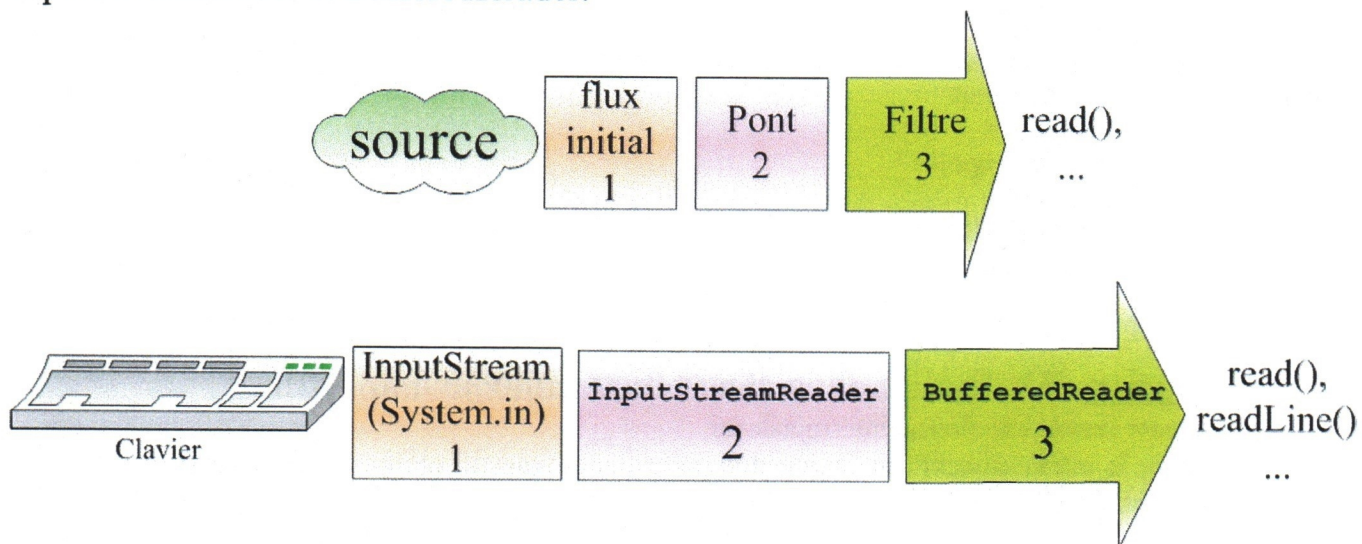 source
flux
initial
1
Pont
2
Filtre
3
read(),
...
Clavier
InputStream
(System.in)
1
InputStreamReader
2
BufferedReader
3
read(),
readLine()
...